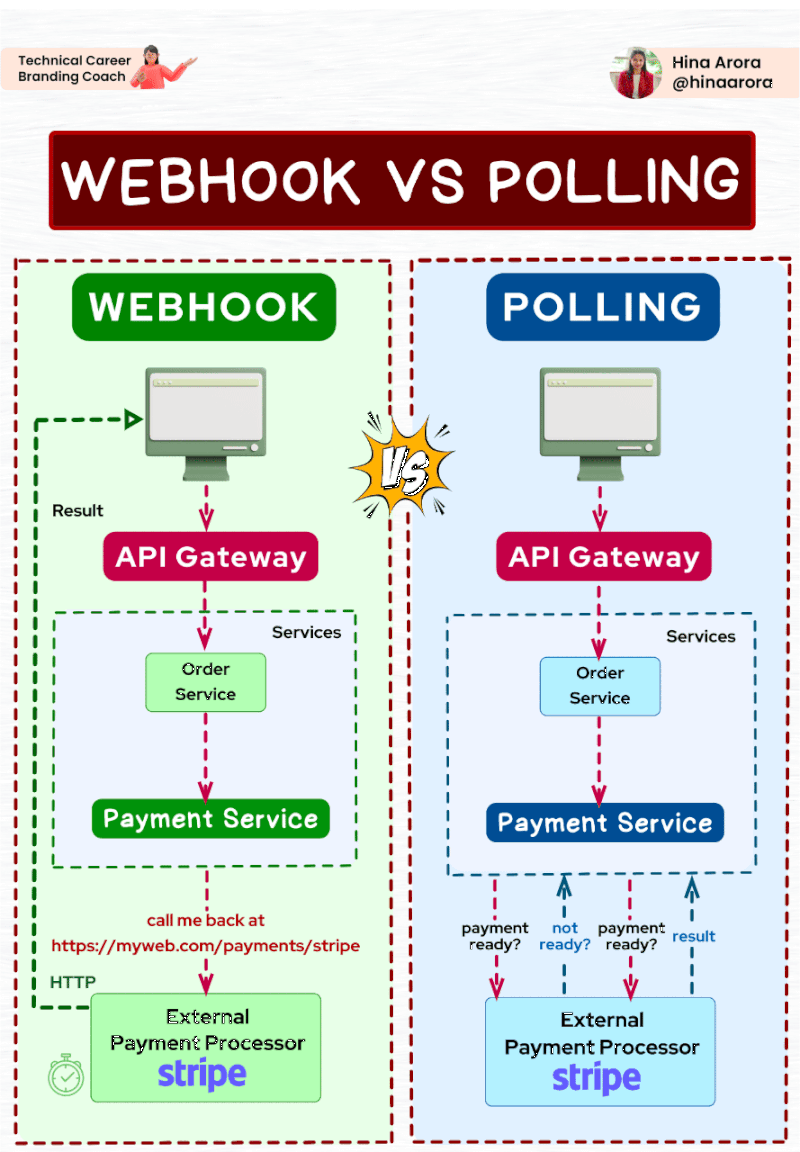 Technical Career
Branding Coach
Hina Arora
@hinaarora
WEBHOOK VS POLLING
WEBHOOK
Result
API Gateway
Services
Order
Service
Payment Service
call me back at
https://myweb.com/payments/stripe
HTTP
External
Payment Processor
stripe
VS
POLLING
API Gateway
Services
Order
Service
Payment Service
payment
ready?
not
ready?
payment
ready?
result
External
Payment Processor
stripe